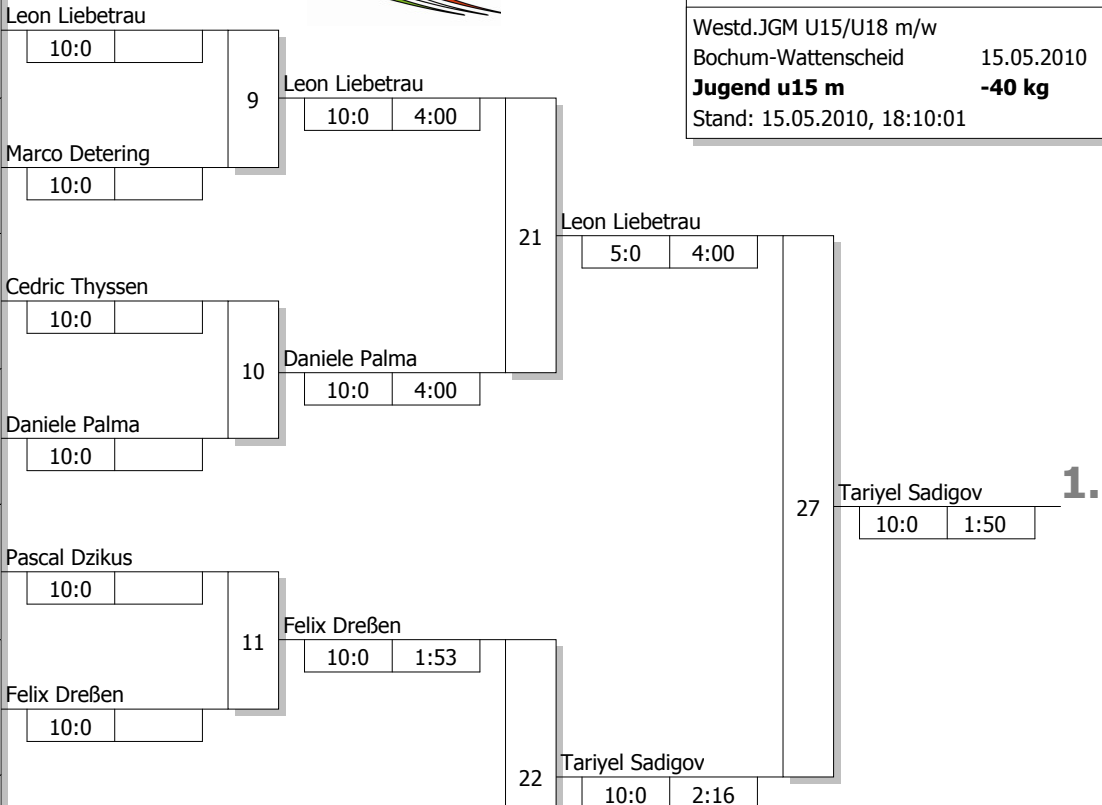 Leon Liebetrau
10:0
9
Marco Detering
10:0
Leon Liebetrau
10:0 4:00
Cedric Thyssen
10:0
10
Daniele Palma
10:0
Daniele Palma
10:0 4:00
21
Leon Liebetrau
5:0 4:00
Pascal Dzikus
10:0
11
Felix Dreßen
10:0
Felix Dreßen
10:0 1:53
22
Tariyel Sadigov
10:0 2:16
27
Tariyel Sadigov 1.
10:0 1:50
Westd.JGM U15/U18 m/w
Bochum-Wattenscheid 15.05.2010
Jugend u15 m -40 kg
Stand: 15.05.2010, 18:10:01